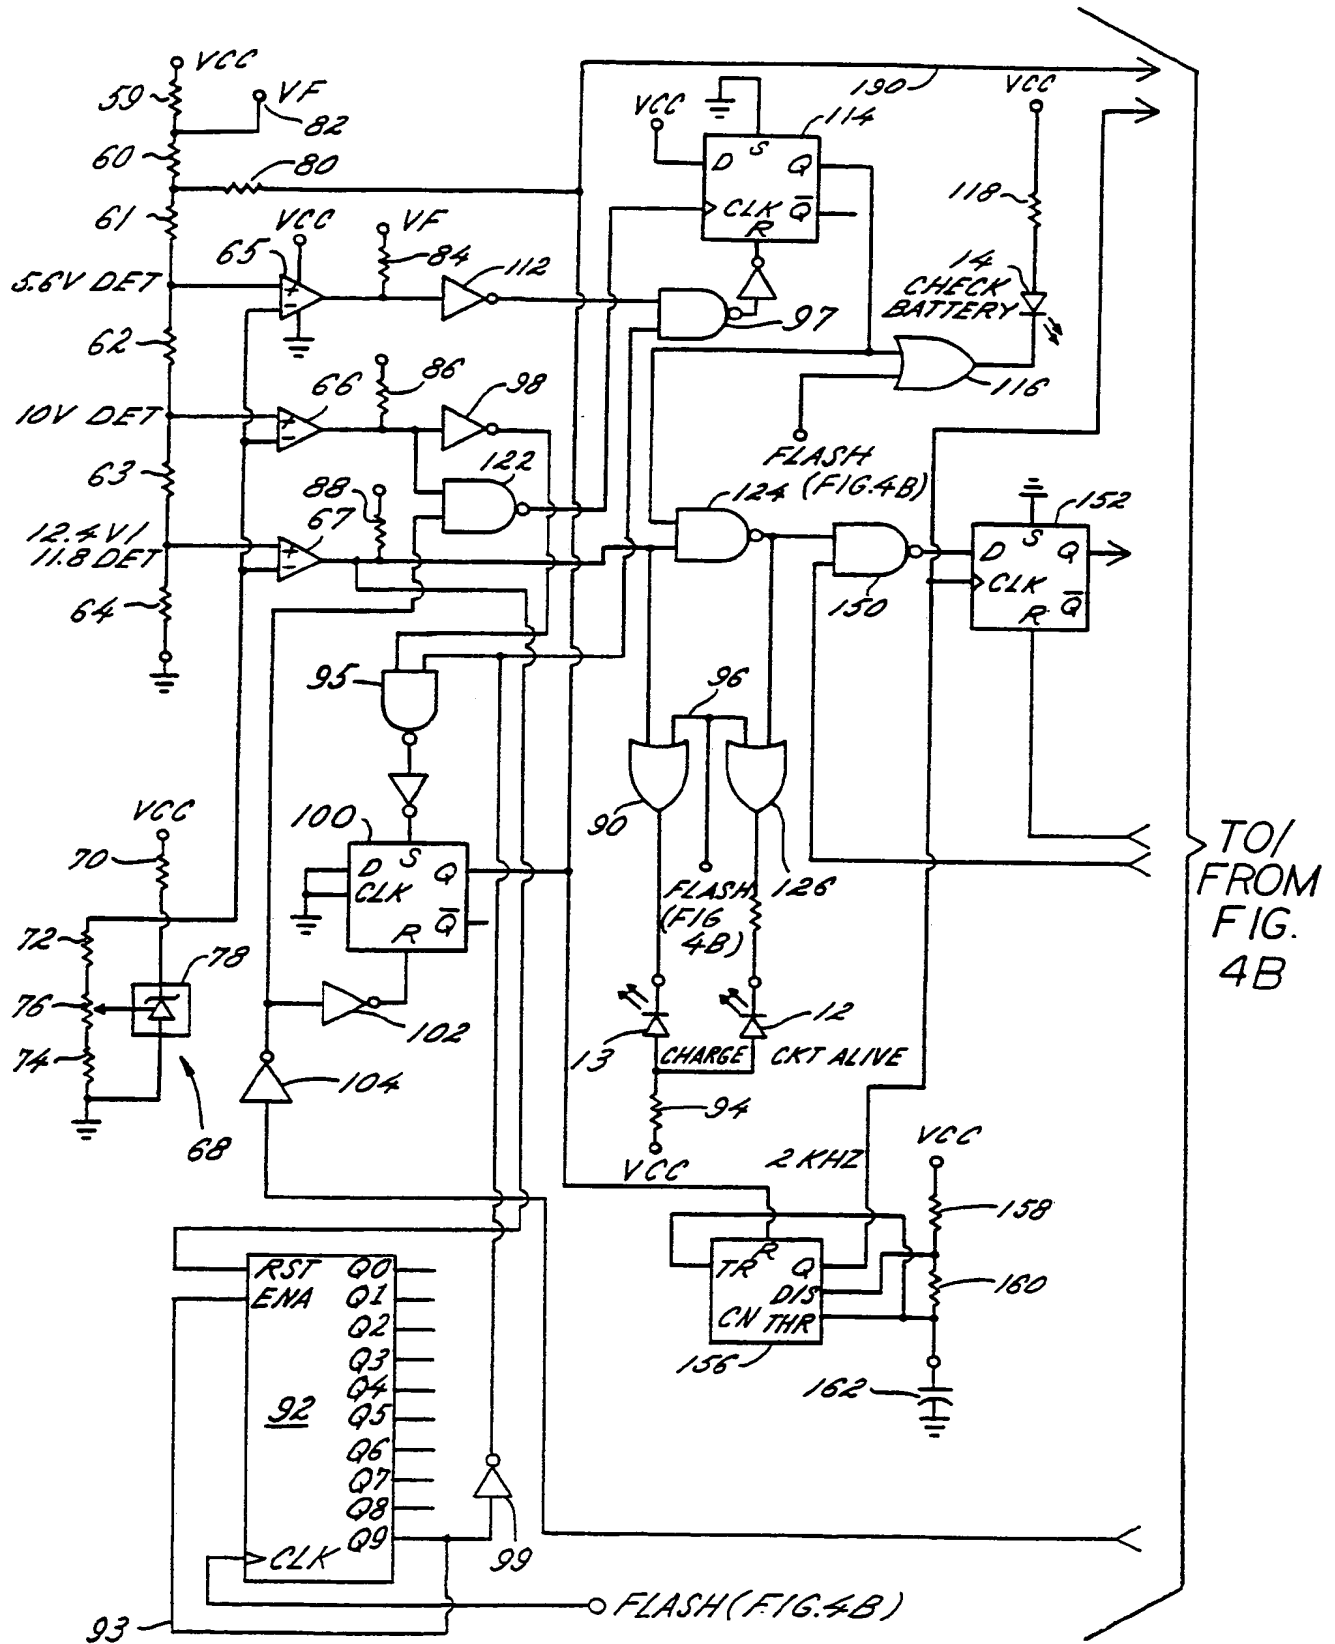 VCC
59
VF
82
60
80
61
190
VCC
VCC
114
D
S
Q
CLK
Q
R
118
VCC
VF
65
84
112
5.6V DET
+
-
97
14
CHECK
BATTERY
62
66
86
98
116
10V DET
+
-
FLASH
(FIG.4B)
63
122
88
67
124
152
12.4V/
11.8 DET
+
-
D
S
Q
CLK
Q
R
64
150
95
96
VCC
100
90
126
70
D
S
Q
CLK
Q
R
FLASH
(FIG
4B)
TO/
FROM
FIG.
4B
72
78
76
102
13
12
74
CHARGE
CKT ALIVE
104
94
68
VCC
2KHZ
VCC
158
RST
Q0
TR
R
Q
160
ENA
Q1
DIS
Q2
CN
THR
Q3
156
Q4
162
92
Q5
Q6
Q7
Q8
Q9
CLK
99
FLASH (FIG.4B)
93